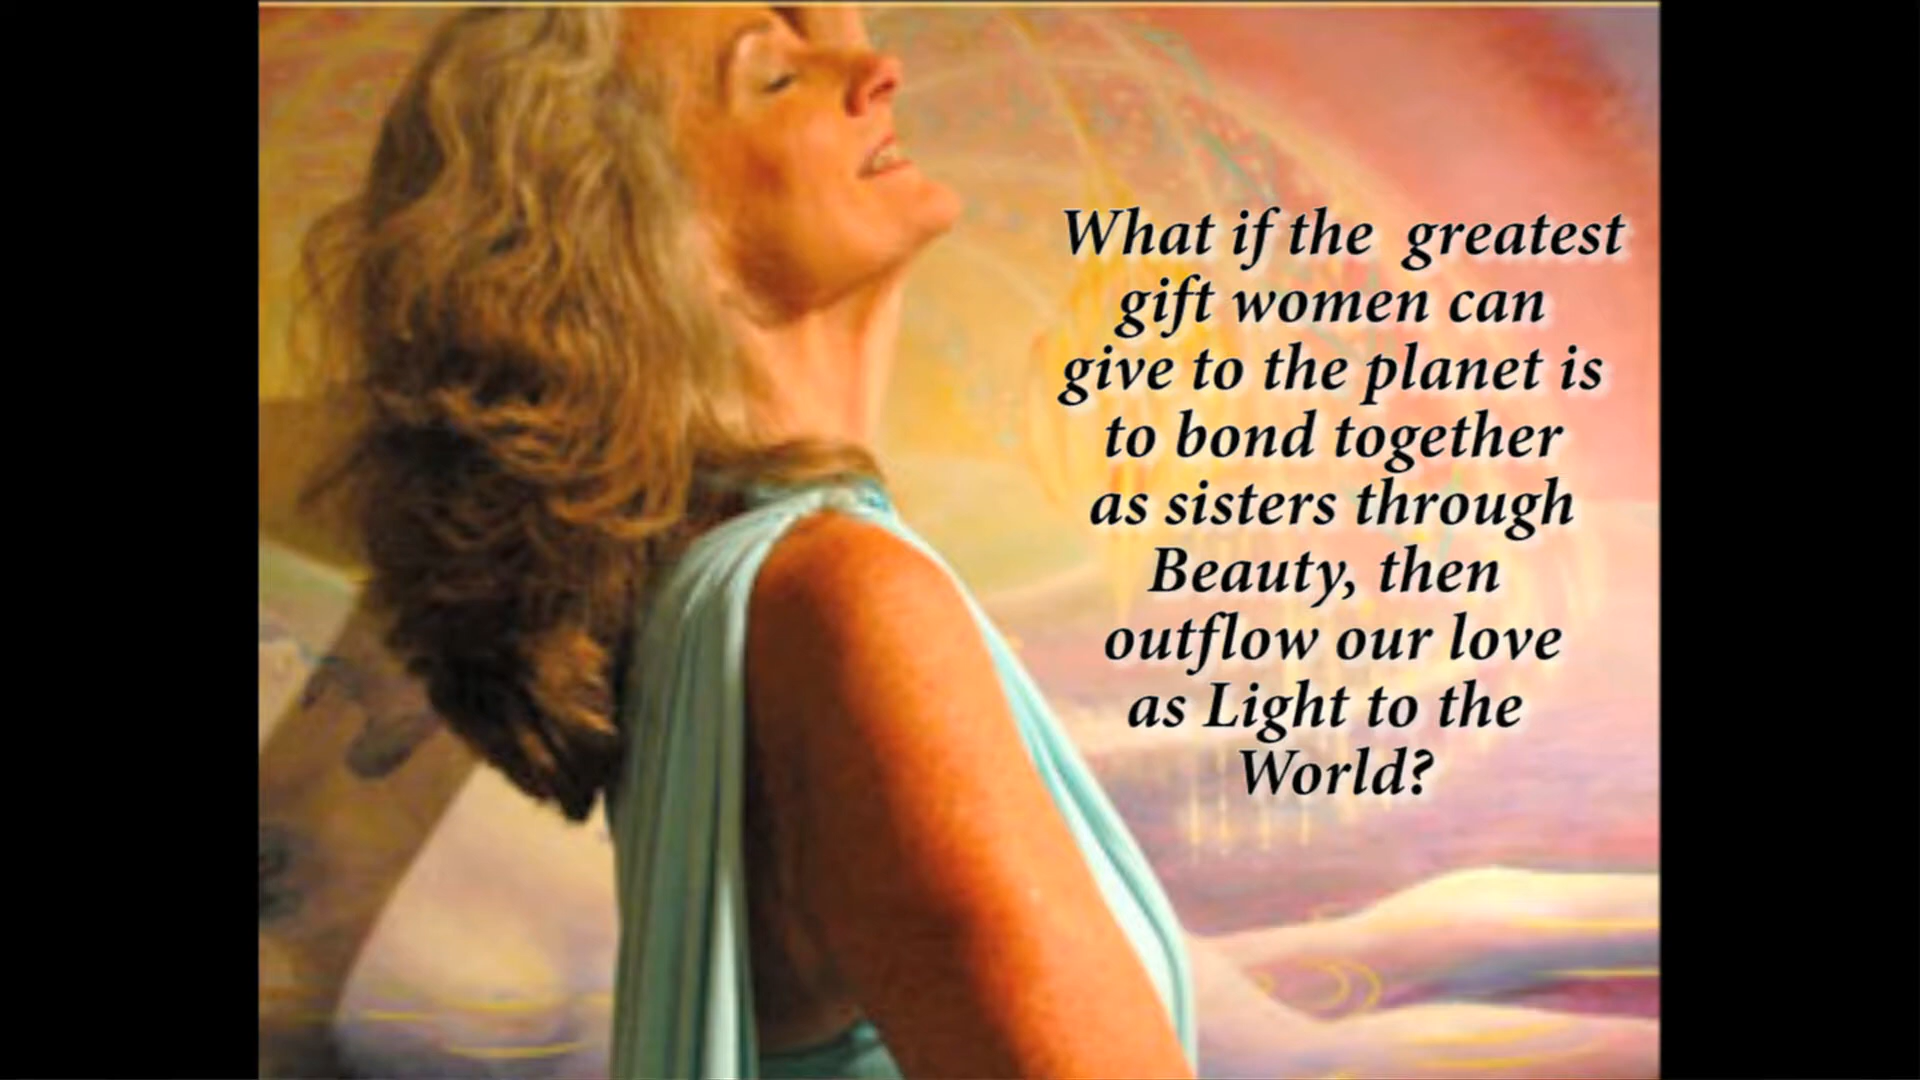 What if the greatest
gift women can
give to the planet is
to bond together
as sisters through
Beauty, then
outflow our love
as Light to the
World?